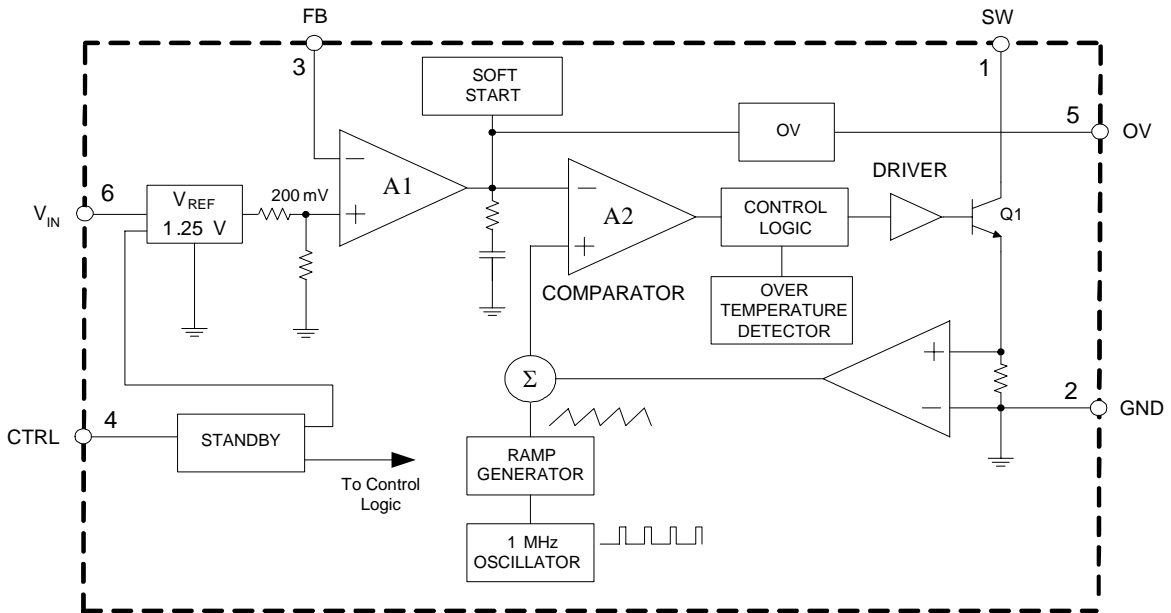 FB
SW
3
1
SOFT
START
5
OV
OV
DRIVER
6
V_IN
V_REF
1.25 V
200 mV
−
A1
+
−
A2
+
CONTROL
LOGIC
Q1
COMPARATOR
OVER
TEMPERATURE
DETECTOR
+
−
Σ
2
GND
4
CTRL
STANDBY
RAMP
GENERATOR
To Control
Logic
1 MHz
OSCILLATOR